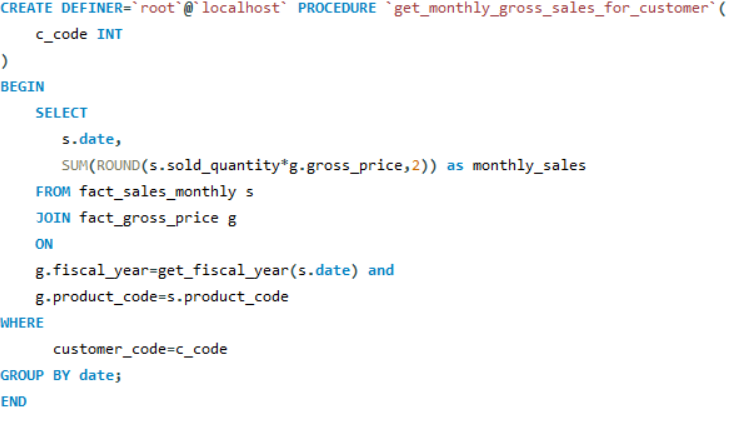 CREATE DEFINER=`root`@`localhost` PROCEDURE `get_monthly_gross_sales_for_customer`(
    c_code INT
)
BEGIN
    SELECT
       s.date,
       SUM(ROUND(s.sold_quantity*g.gross_price,2)) as monthly_sales
    FROM fact_sales_monthly s
    JOIN fact_gross_price g
    ON
    g.fiscal_year=get_fiscal_year(s.date) and
    g.product_code=s.product_code
WHERE
      customer_code=c_code
GROUP BY date;
END